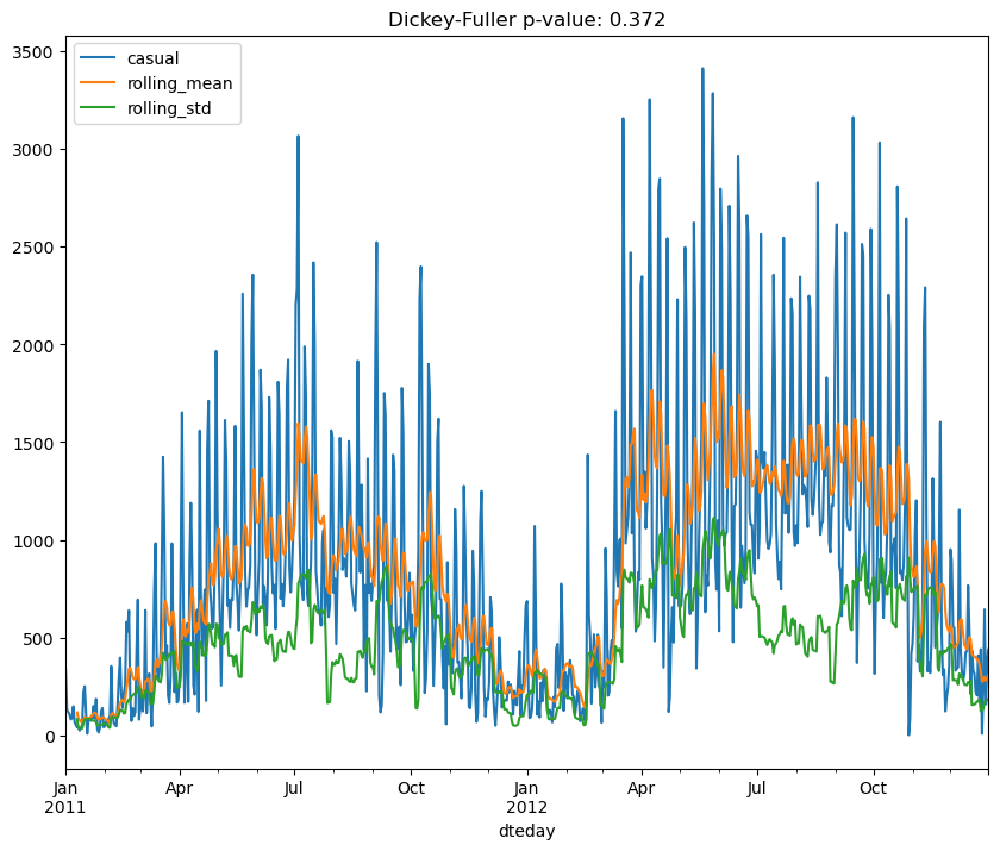 Dickey-Fuller p-value: 0.372
casual
rolling_mean
rolling_std
3500
3000
2500
2000
1500
1000
500
0
Jan Apr Jul Oct Jan Apr Jul Oct
2011 2012
dteday